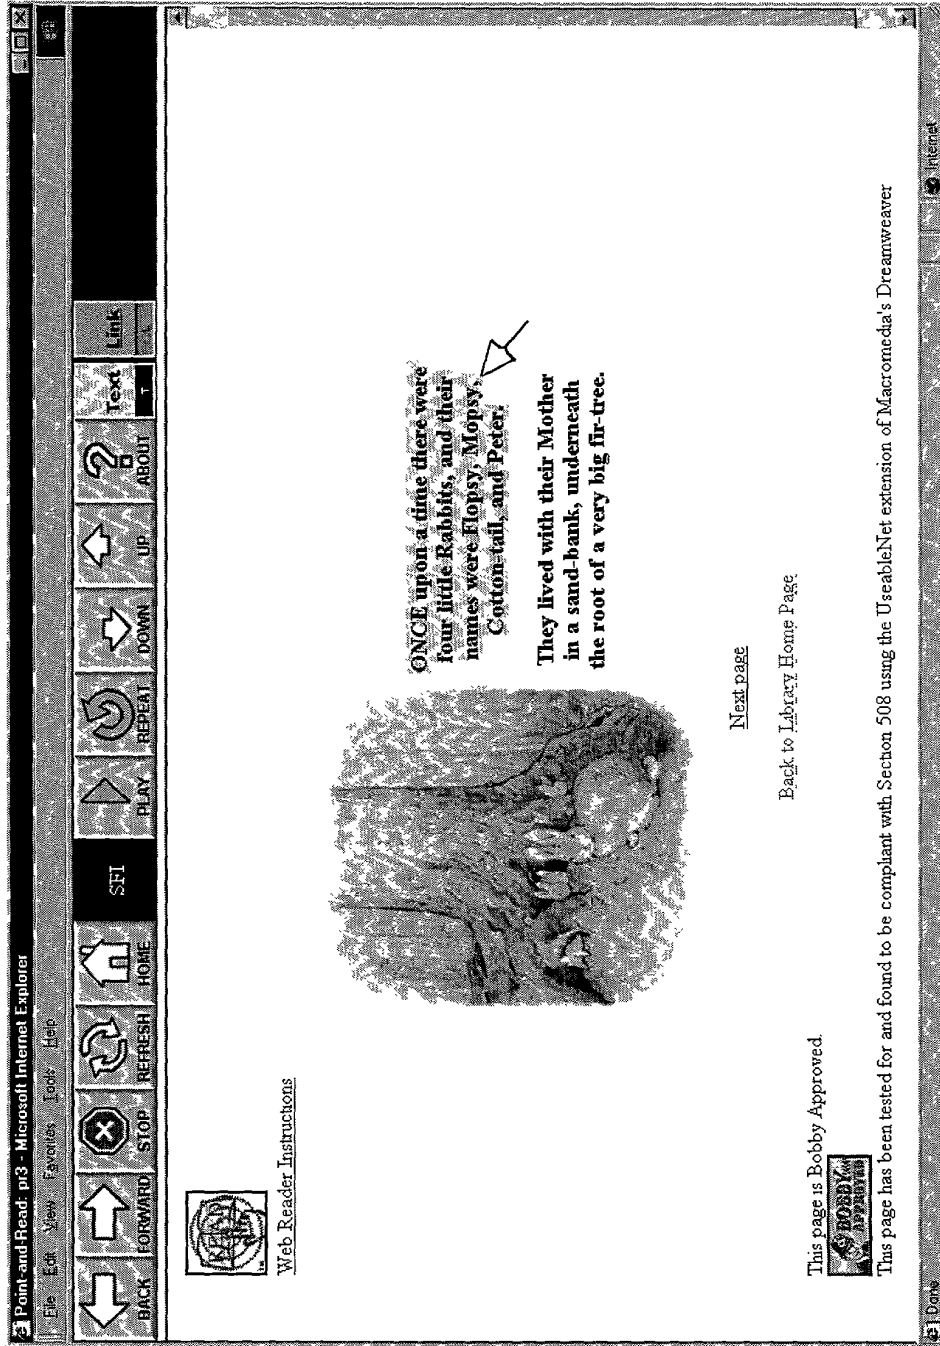 Point-and-Read: pr3 - Microsoft Internet Explorer
File Edit View Favorites Tools Help
BACK FORWARD STOP REFRESH HOME SFI PLAY REPEAT DOWN UP ABOUT Text Link
T L
READ
Web Reader Instructions
ONCE upon a time there were
four little Rabbits, and their
names were Flopsy, Mopsy,
Cotton-tail, and Peter.
They lived with their Mother
in a sand-bank, underneath
the root of a very big fir-tree.
Next page
Back to Library Home Page
This page is Bobby Approved.
BOBBY
APPROVED
This page has been tested for and found to be compliant with Section 508 using the UseableNet extension of Macromedia's Dreamweaver
Done Internet